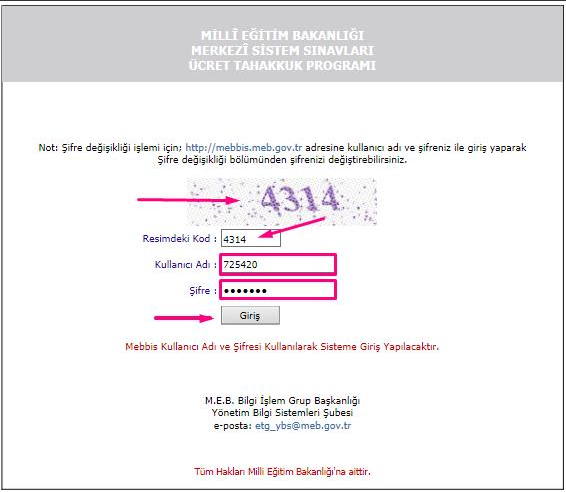 MİLLÎ EĞİTİM BAKANLIĞI
MERKEZÎ SİSTEM SINAVLARI
ÜCRET TAHAKKUK PROGRAMI
Not: Şifre değişikliği işlemi için; http://mebbis.meb.gov.tr adresine kullanıcı adı ve şifreniz ile giriş yaparak
Şifre değişikliği bölümünden şifrenizi değiştirebilirsiniz.
4314
Resimdeki Kod : 4314
Kullanıcı Adı : 725420
Şifre : •••••••
Giriş
Mebbis Kullanıcı Adı ve Şifresi Kullanılarak Sisteme Giriş Yapılacaktır.
M.E.B. Bilgi İşlem Grup Başkanlığı
Yönetim Bilgi Sistemleri Şubesi
e-posta: etg_ybs@meb.gov.tr
Tüm Hakları Milli Eğitim Bakanlığı'na aittir.